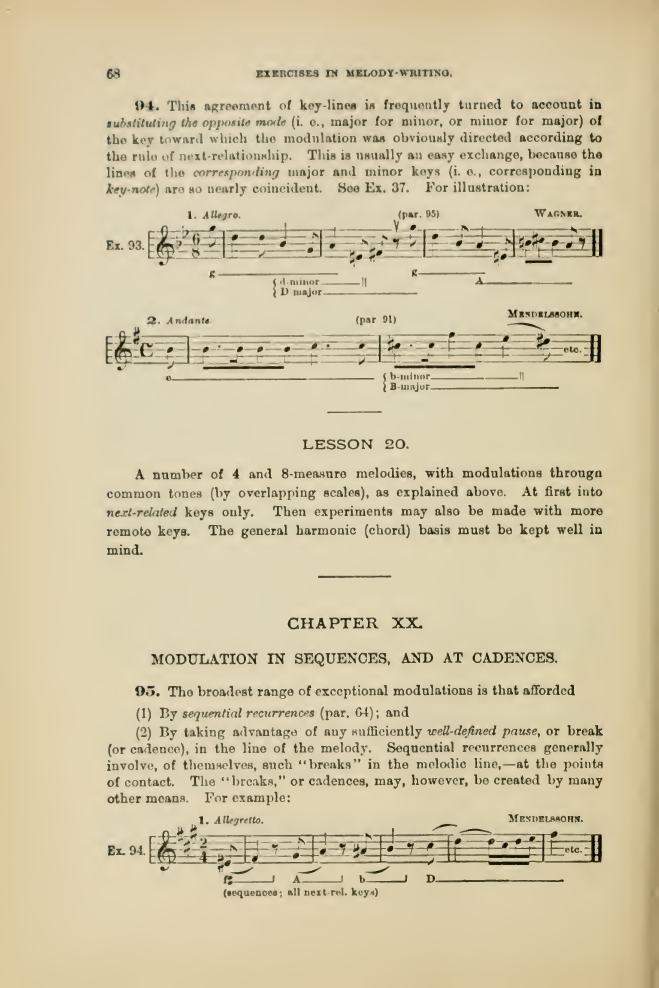 68 EXERCISES IN MELODY-WRITING.
94. This agreement of key-lines is frequently turned to account in
substituting the opposite mode (i. e., major for minor, or minor for major) of
the key toward which the modulation was obviously directed according to
the rule of next-relationship. This is usually an easy exchange, because the
lines of the corresponding major and minor keys (i. e., corresponding in
key-note) are so nearly coincident. See Ex. 37. For illustration:
1. Allegro. (par. 95) WAGNER.
Ex. 93.
g g
{ d-minor A
{ D major
2. Andante (par 91) MENDELSSOHN.
etc.
e { b-minor
{ B-major
LESSON 20.
A number of 4 and 8-measure melodies, with modulations through
common tones (by overlapping scales), as explained above. At first into
next-related keys only. Then experiments may also be made with more
remote keys. The general harmonic (chord) basis must be kept well in
mind.
CHAPTER XX.
MODULATION IN SEQUENCES, AND AT CADENCES.
95. The broadest range of exceptional modulations is that afforded
(1) By sequential recurrences (par. 64); and
(2) By taking advantage of any sufficiently well-defined pause, or break
(or cadence), in the line of the melody. Sequential recurrences generally
involve, of themselves, such "breaks" in the melodic line,—at the points
of contact. The "breaks," or cadences, may, however, be created by many
other means. For example:
1. Allegretto. MENDELSSOHN.
Ex. 94.
etc.
A b D
(sequences; all next-rel. keys)